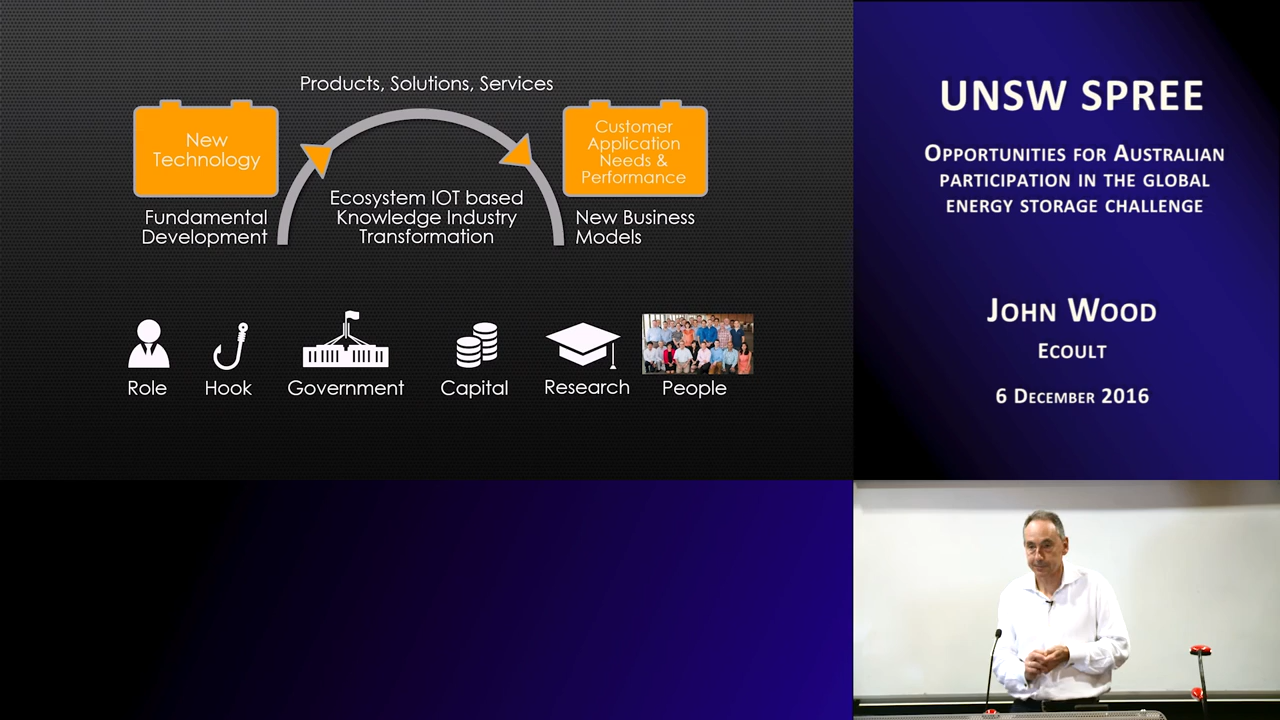 Products, Solutions, Services
New
Technology
Customer
Application
Needs &
Performance
Ecosystem IOT based
Knowledge Industry
Transformation
Fundamental
Development
New Business
Models
Role
Hook
Government
Capital
Research
People
UNSW SPREE
Opportunities for Australian
participation in the global
energy storage challenge
John Wood
Ecoult
6 December 2016